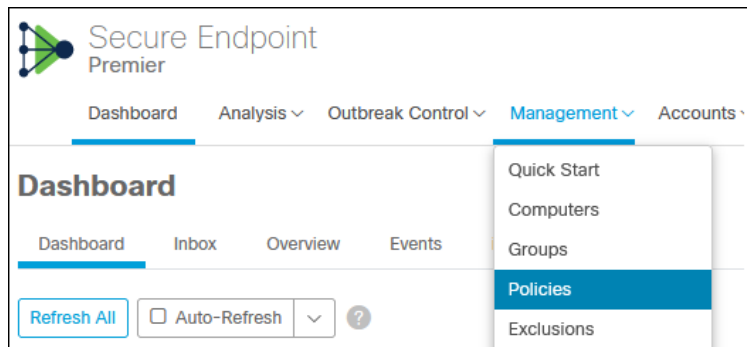 Secure Endpoint
Premier
Dashboard Analysis Outbreak Control Management Accounts
Dashboard
Quick Start
Computers
Dashboard Inbox Overview Events
Groups
Policies
Refresh All Auto-Refresh ?
Exclusions